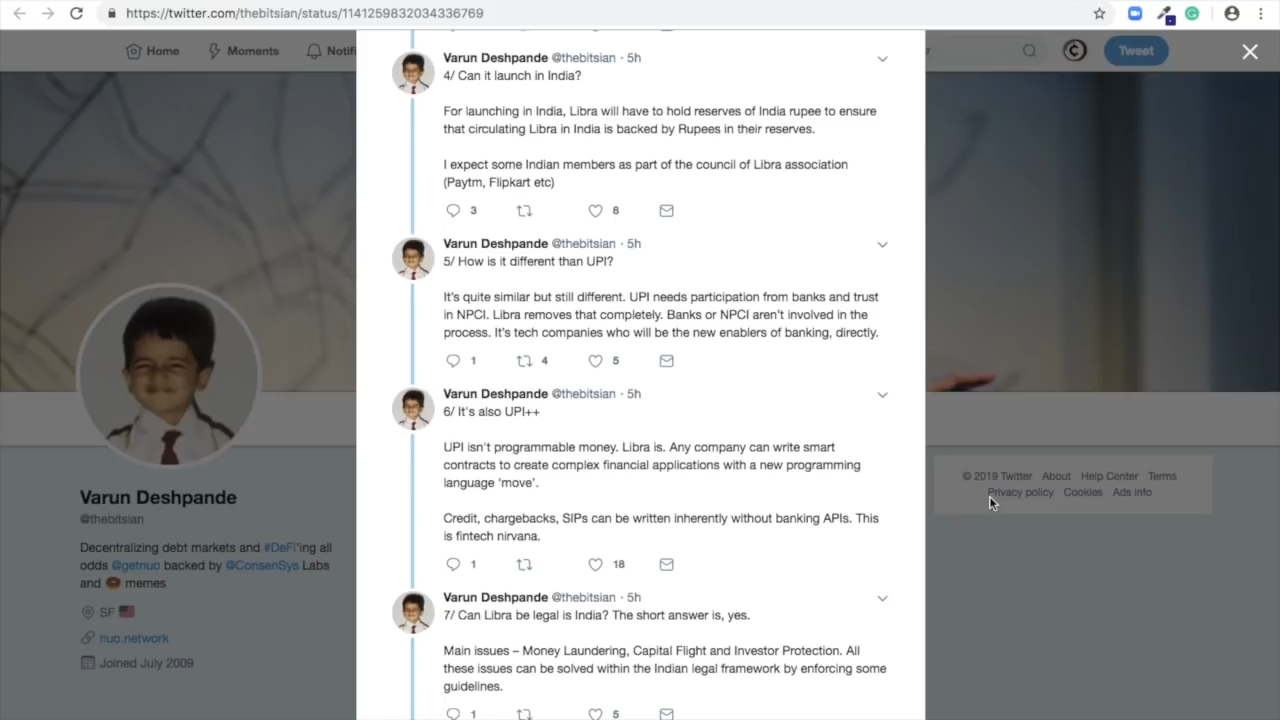 https://twitter.com/thebitsian/status/1141259832034336769
Home
Moments
Notifi
r
Tweet
Varun Deshpande @thebitsian · 5h
4/ Can it launch in India?
For launching in India, Libra will have to hold reserves of India rupee to ensure
that circulating Libra in India is backed by Rupees in their reserves.
I expect some Indian members as part of the council of Libra association
(Paytm, Flipkart etc)
3 8
Varun Deshpande @thebitsian · 5h
5/ How is it different than UPI?
It's quite similar but still different. UPI needs participation from banks and trust
in NPCI. Libra removes that completely. Banks or NPCI aren't involved in the
process. It's tech companies who will be the new enablers of banking, directly.
1 4 5
Varun Deshpande @thebitsian · 5h
6/ It's also UPI++
UPI isn't programmable money. Libra is. Any company can write smart
contracts to create complex financial applications with a new programming
language 'move'.
Credit, chargebacks, SIPs can be written inherently without banking APIs. This
is fintech nirvana.
1 18
Varun Deshpande @thebitsian · 5h
7/ Can Libra be legal is India? The short answer is, yes.
Main issues – Money Laundering, Capital Flight and Investor Protection. All
these issues can be solved within the Indian legal framework by enforcing some
guidelines.
1 5
Varun Deshpande
@thebitsian
Decentralizing debt markets and #DeFi'ing all
odds @getnuo backed by @ConsenSys Labs
and 🍩 memes
SF 🇺🇸
nuo.network
Joined July 2009
© 2019 Twitter About Help Center Terms
Privacy policy Cookies Ads info